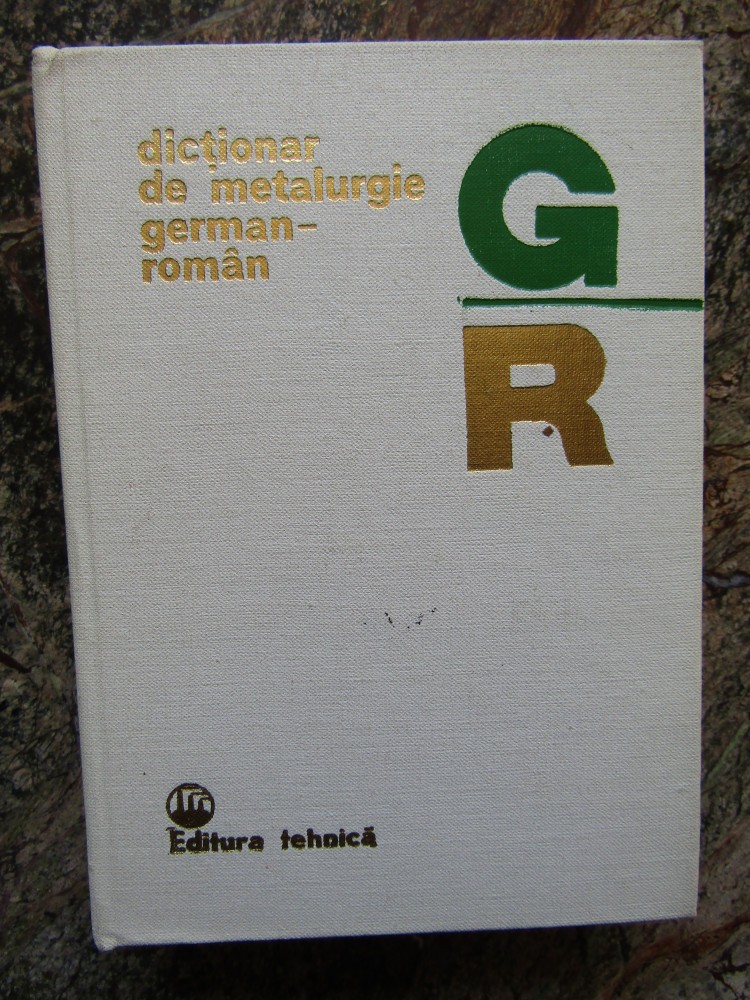 dicționar
de metalurgie
german-
român
G
R
Editura tehnică